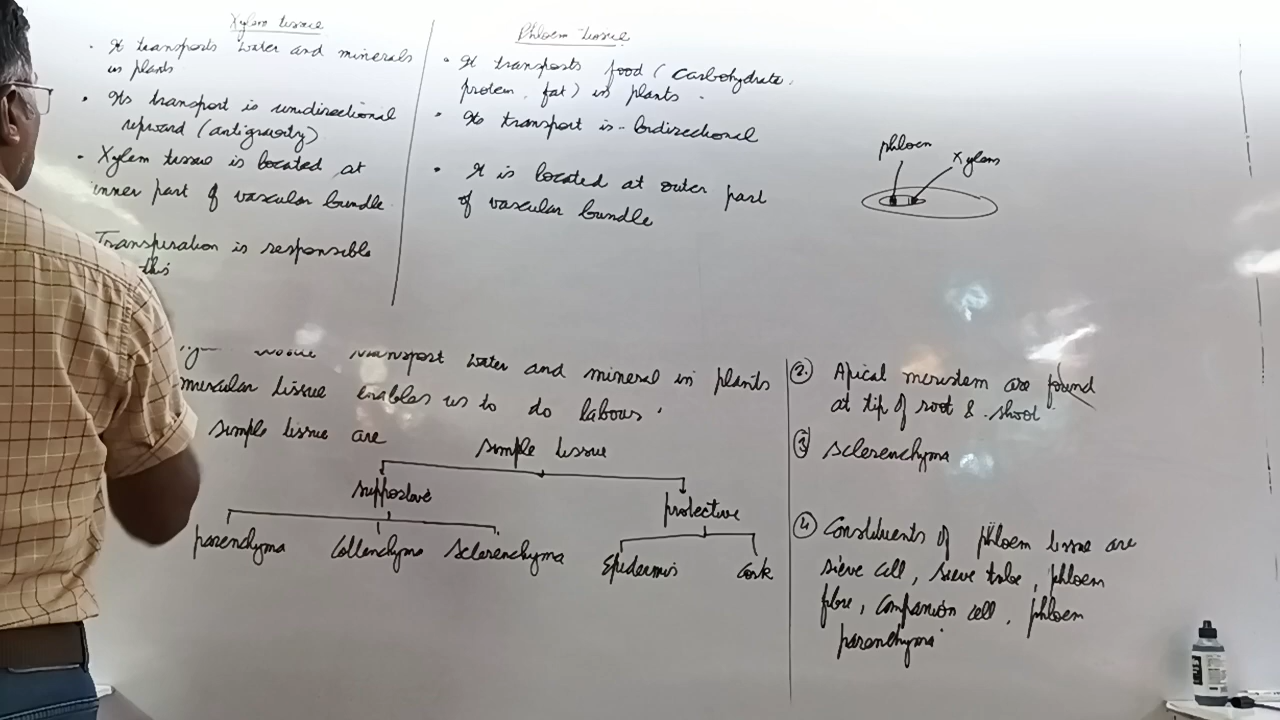 Xylem tissue
· It transports water and minerals
in plants
· Its transport is unidirectional
upward (antigravity)
· Xylem tissue is located at
inner part of vascular bundle
Transpiration is responsible
this
Phloem tissue
· It transports food (carbohydrate,
protein, fat) in plants.
· Its transport is bidirectional
· It is located at outer part
of vascular bundle
phloem
xylem
tissue transport water and mineral in plants
muscular tissue enables us to do labour.
simple tissue are
simple tissue
supportive
protective
parenchyma collenchyma sclerenchyma
Epidermis cork
② Apical meristem are found
at tip of root & shoot
③ sclerenchyma
④ Constituents of phloem tissue are
sieve cell, sieve tube, phloem
fibre, companion cell, phloem
parenchyma